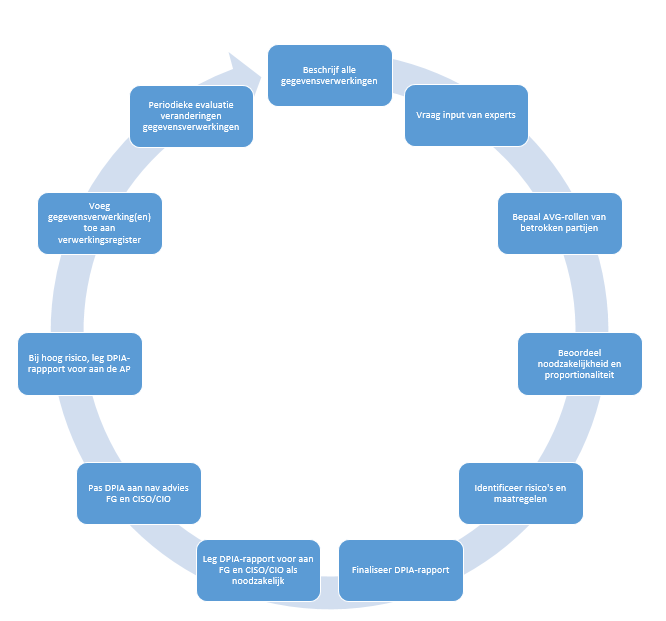 Beschrijf alle
gegevensverwerkingen
Vraag input van experts
Bepaal AVG-rollen van
betrokken partijen
Beoordeel
noodzakelijkheid en
proportionaliteit
Identificeer risico's en
maatregelen
Finaliseer DPIA-rapport
Leg DPIA-rapport voor aan
FG en CISO/CIO als
noodzakelijk
Pas DPIA aan nav advies
FG en CISO/CIO
Bij hoog risico, leg DPIA-
rappport voor aan de AP
Voeg
gegevensverwerking(en)
toe aan
verwerkingsregister
Periodieke evaluatie
veranderingen
gegevensverwerkingen